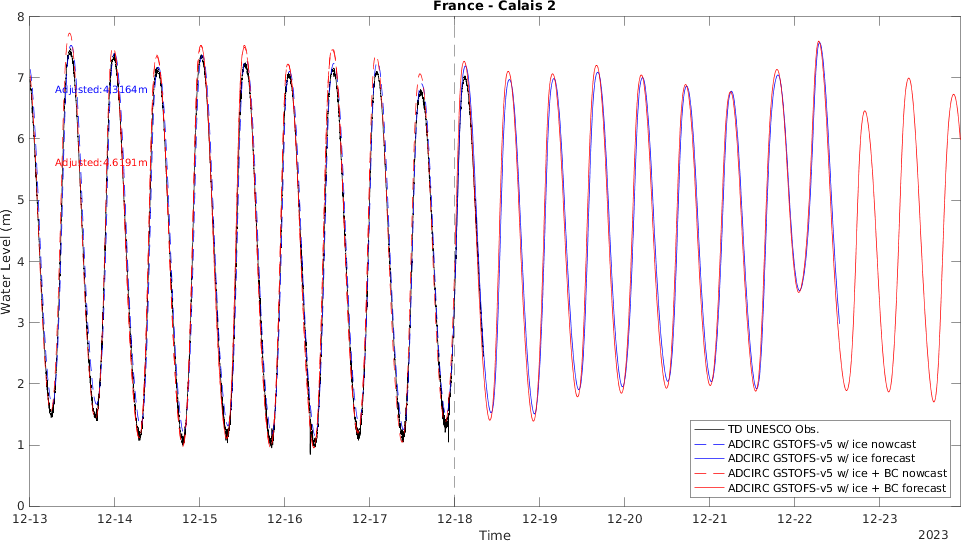 France - Calais 2
8
7
6
5
4
3
2
1
0
Water Level (m)
Adjusted:4.3164m
Adjusted:4.6191m
TD UNESCO Obs.
ADCIRC GSTOFS-v5 w/ ice nowcast
ADCIRC GSTOFS-v5 w/ ice forecast
ADCIRC GSTOFS-v5 w/ ice + BC nowcast
ADCIRC GSTOFS-v5 w/ ice + BC forecast
12-13 12-14 12-15 12-16 12-17 12-18 12-19 12-20 12-21 12-22 12-23
Time
2023